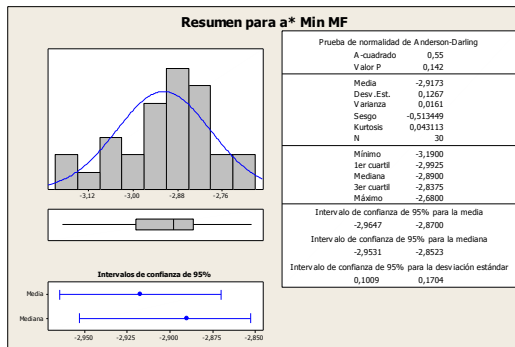 Resumen para a* Min MF
Prueba de normalidad de Anderson-Darling
A-cuadrado 0,55
Valor P 0,142
Media -2,9173
Desv.Est. 0,1267
Varianza 0,0161
Sesgo -0,513449
Kurtosis 0,043113
N 30
Mínimo -3,1900
1er cuartil -2,9925
Mediana -2,8900
3er cuartil -2,8375
Máximo -2,6800
Intervalo de confianza de 95% para la media
-2,9647 -2,8700
Intervalo de confianza de 95% para la mediana
-2,9531 -2,8523
Intervalo de confianza de 95% para la desviación estándar
0,1009 0,1704
-3,12 -3,00 -2,88 -2,76
Intervalos de confianza de 95%
Media
Mediana
-2,950 -2,925 -2,900 -2,875 -2,850